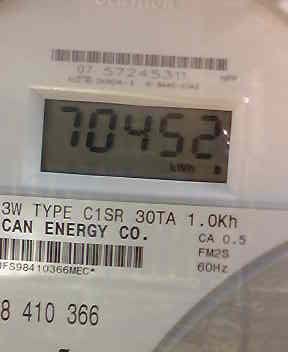 07 57245311
70452
kWh
3W TYPE C1SR 30TA 1.0Kh
CAN ENERGY CO.
CA 0.5
FM2S
60Hz
8 410 366